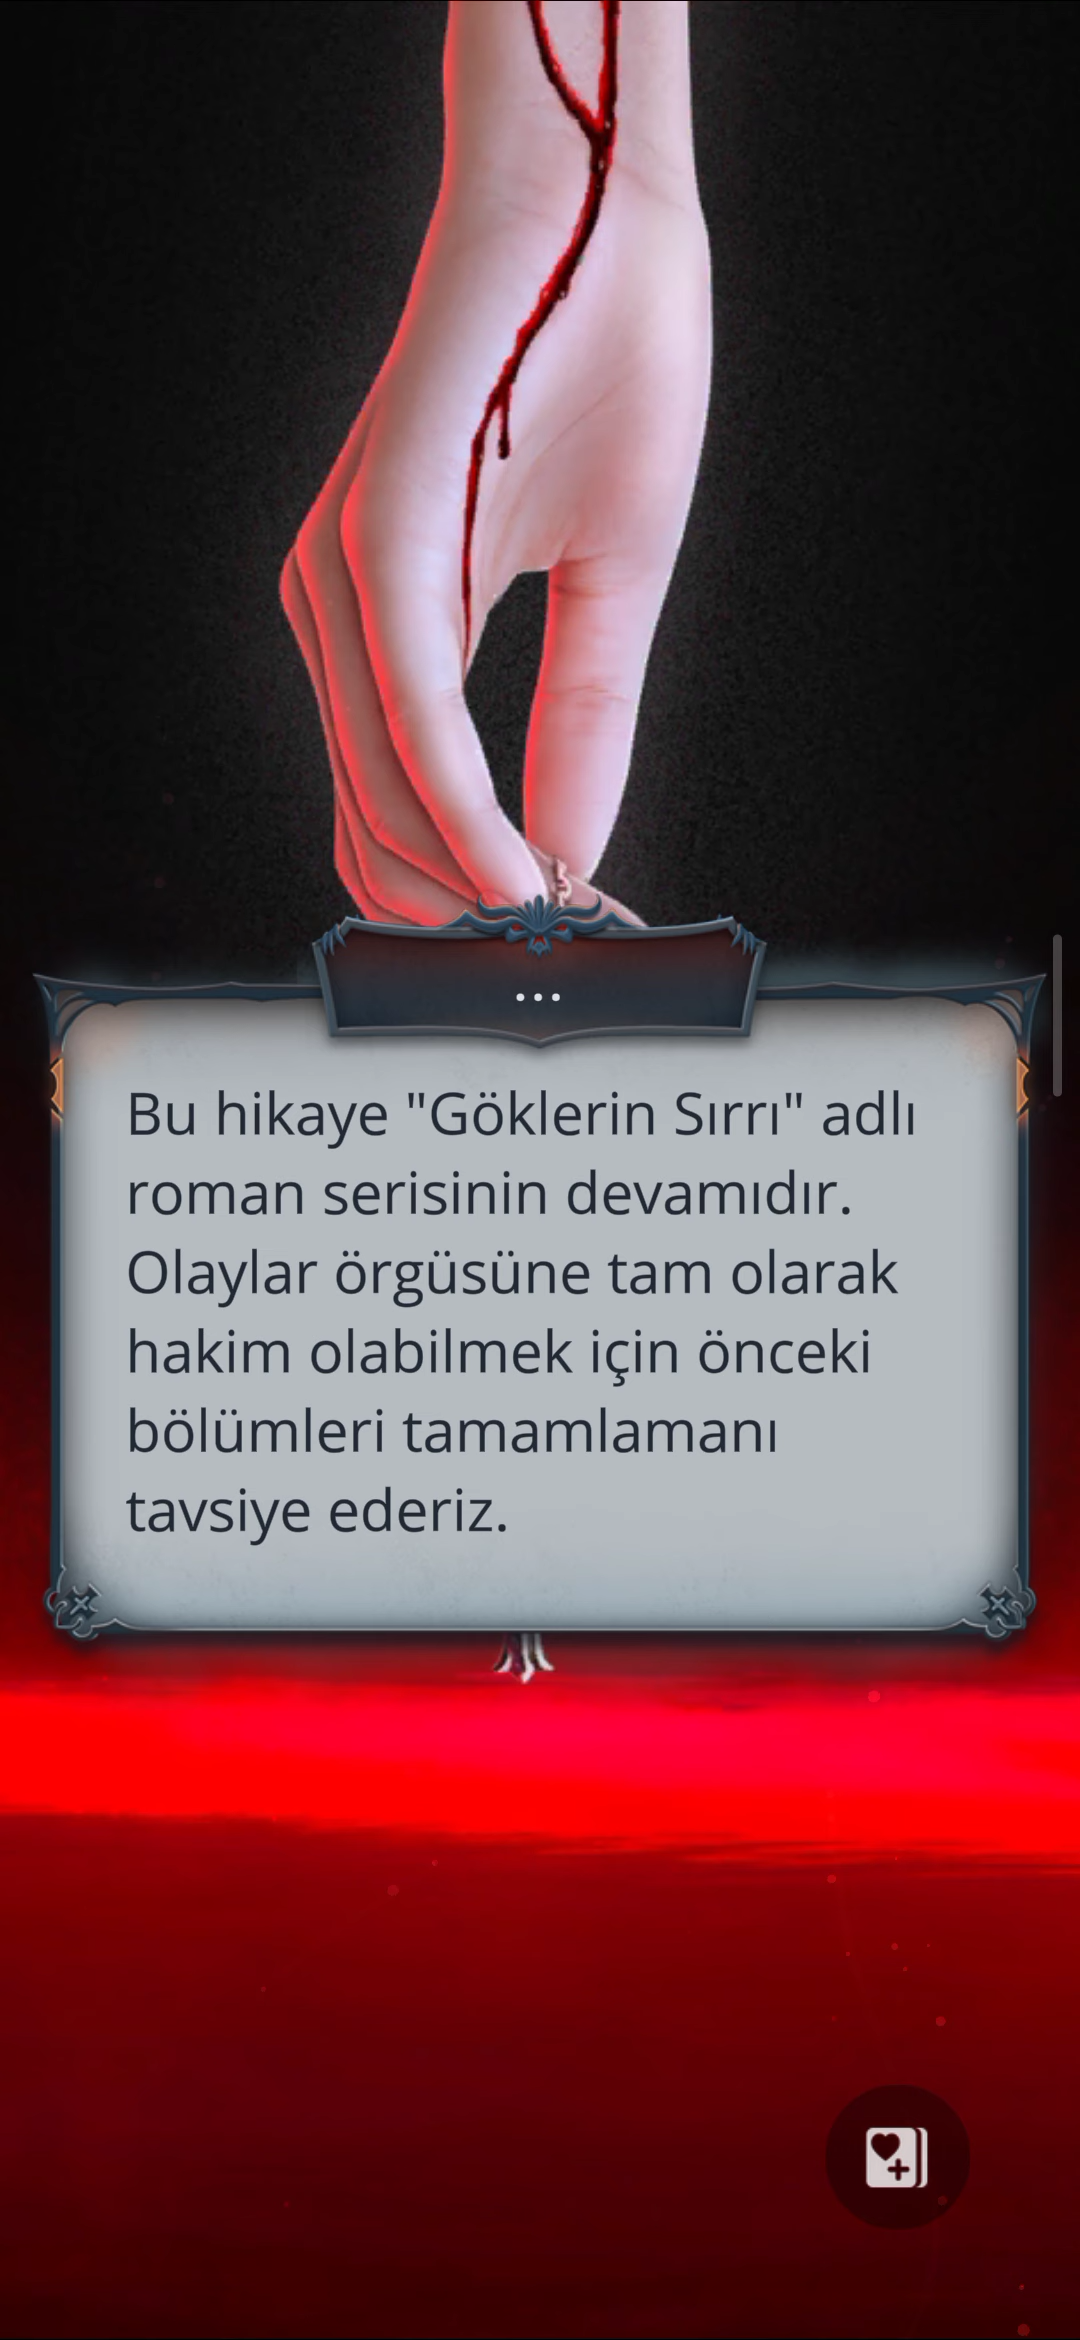 ...
Bu hikaye "Göklerin Sırrı" adlı
roman serisinin devamıdır.
Olaylar örgüsüne tam olarak
hakim olabilmek için önceki
bölümleri tamamlamanı
tavsiye ederiz.